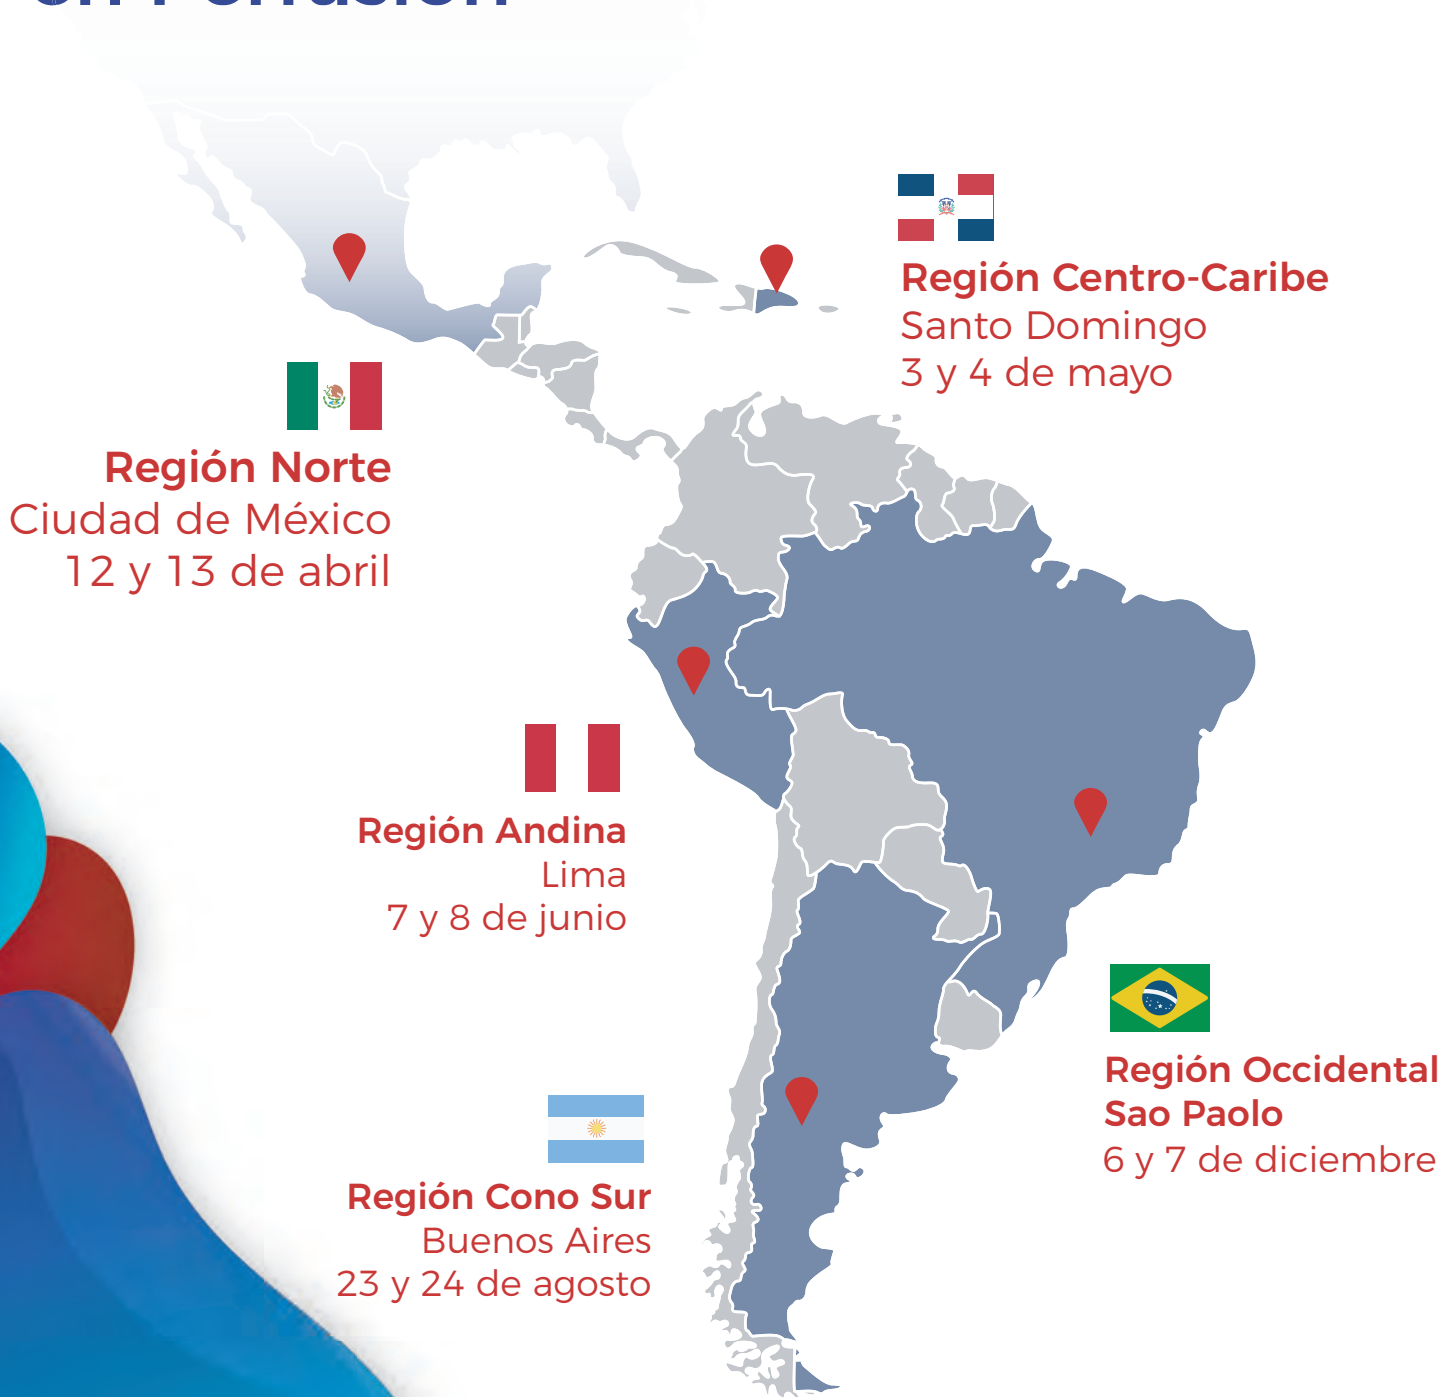 Región Centro-Caribe
Santo Domingo
3 y 4 de mayo
Región Norte
Ciudad de México
12 y 13 de abril
Región Andina
Lima
7 y 8 de junio
Región Occidental
Sao Paolo
6 y 7 de diciembre
Región Cono Sur
Buenos Aires
23 y 24 de agosto